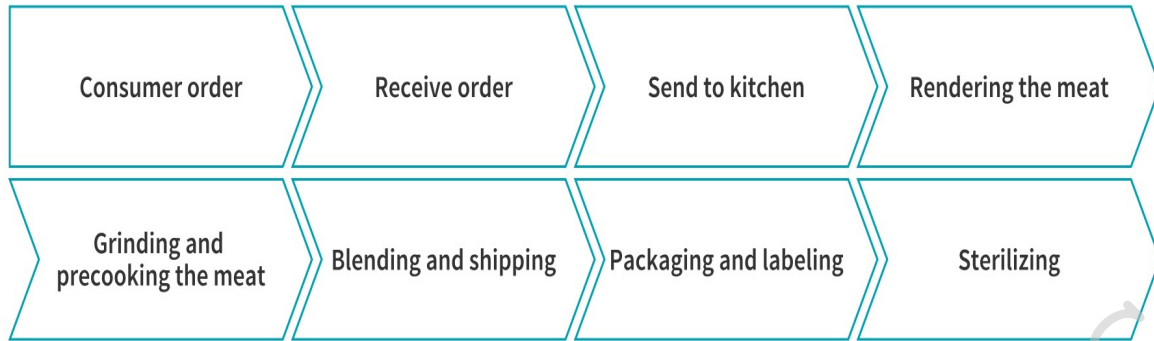 Consumer order
Receive order
Send to kitchen
Rendering the meat
Grinding and
precooking the meat
Blending and shipping
Packaging and labeling
Sterilizing